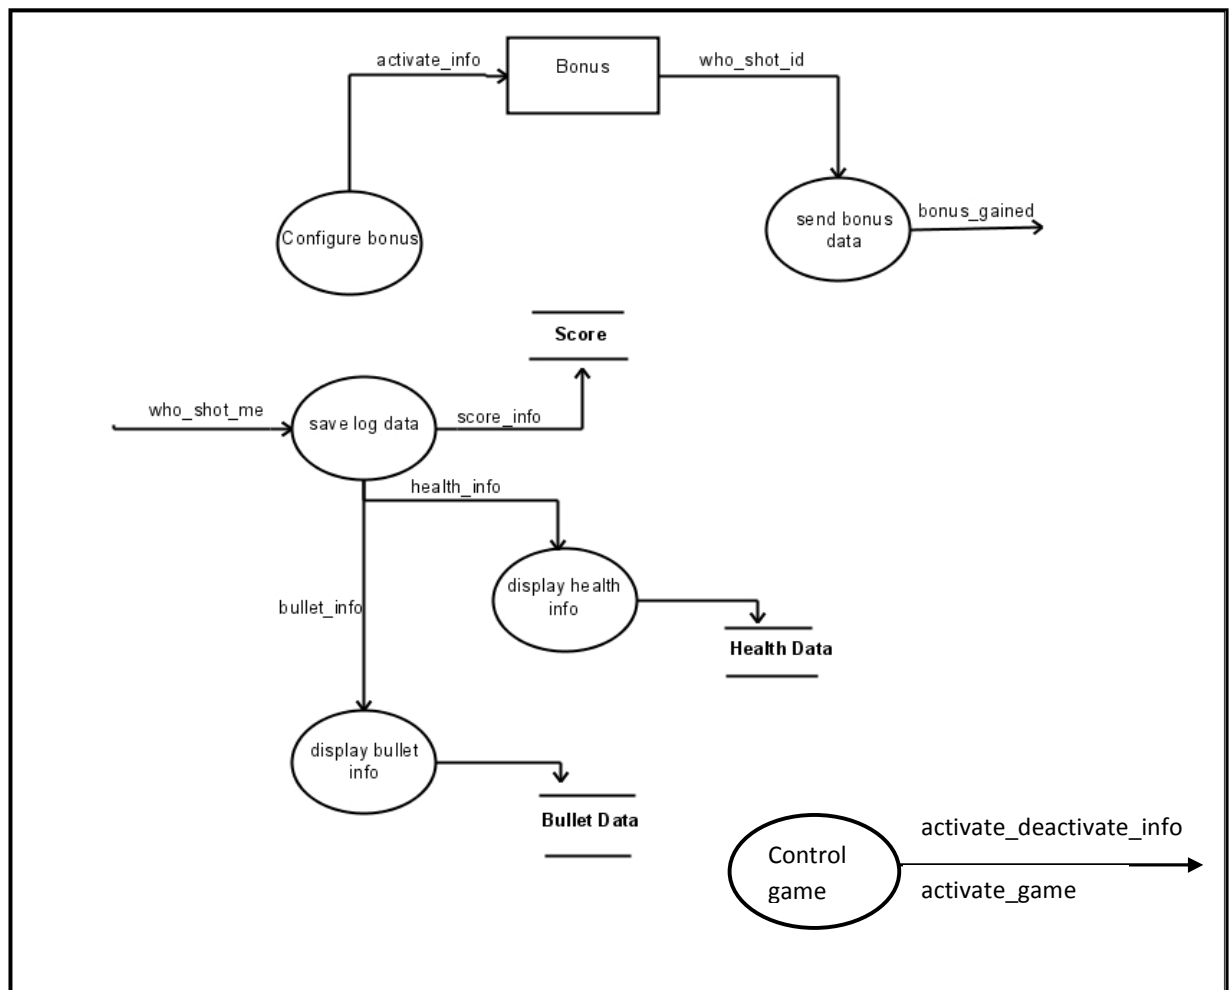 activate_info
Bonus
who_shot_id
Configure bonus
send bonus
data
bonus_gained
Score
who_shot_me
save log data
score_info
health_info
display health
info
bullet_info
Health Data
display bullet
info
Bullet Data
Control
game
activate_deactivate_info
activate_game